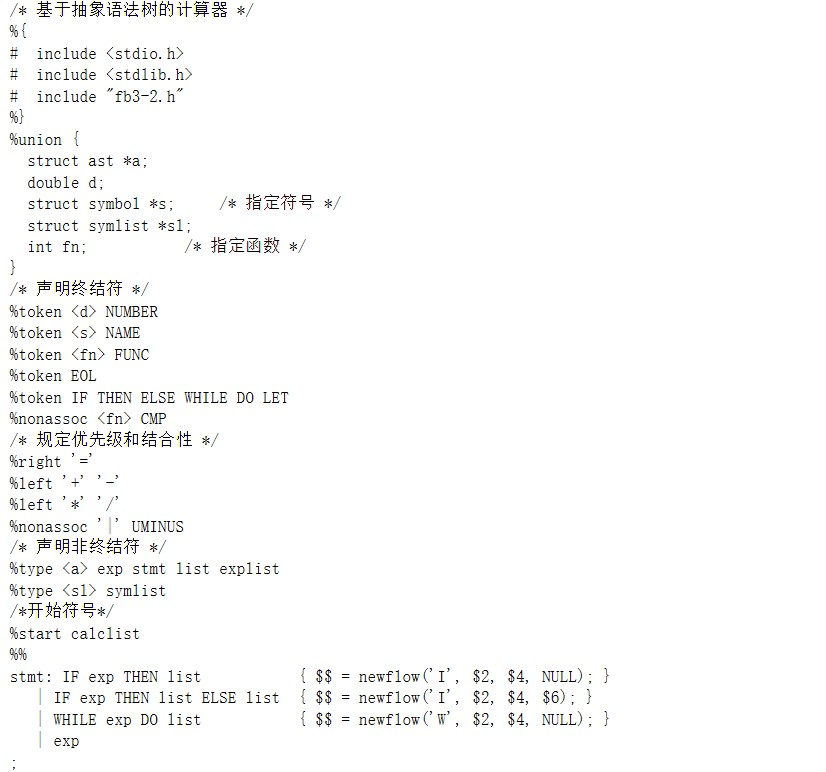 /* 基于抽象语法树的计算器 */
%{
#  include <stdio.h>
#  include <stdlib.h>
#  include "fb3-2.h"
%}
%union {
  struct ast *a;
  double d;
  struct symbol *s;     /* 指定符号 */
  struct symlist *sl;
  int fn;           /* 指定函数 */
}
/* 声明终结符 */
%token <d> NUMBER
%token <s> NAME
%token <fn> FUNC
%token EOL
%token IF THEN ELSE WHILE DO LET
%nonassoc <fn> CMP
/* 规定优先级和结合性 */
%right '='
%left '+' '-'
%left '*' '/'
%nonassoc '|' UMINUS
/* 声明非终结符 */
%type <a> exp stmt list explist
%type <sl> symlist
/*开始符号*/
%start calclist
%%
stmt: IF exp THEN list           { $$ = newflow('I', $2, $4, NULL); }
   | IF exp THEN list ELSE list  { $$ = newflow('I', $2, $4, $6); }
   | WHILE exp DO list           { $$ = newflow('W', $2, $4, NULL); }
   | exp
;